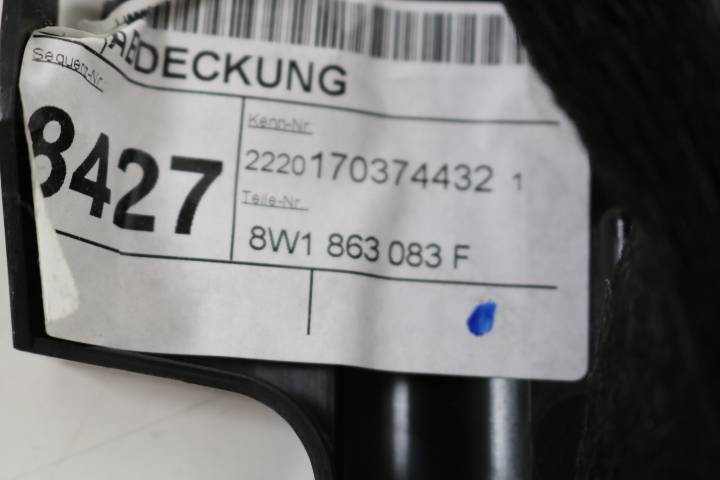 ABDECKUNG
Sequenz-Nr.
8427
Kenn-Nr.
2220170374432 1
Teile-Nr.
8W1 863 083 F